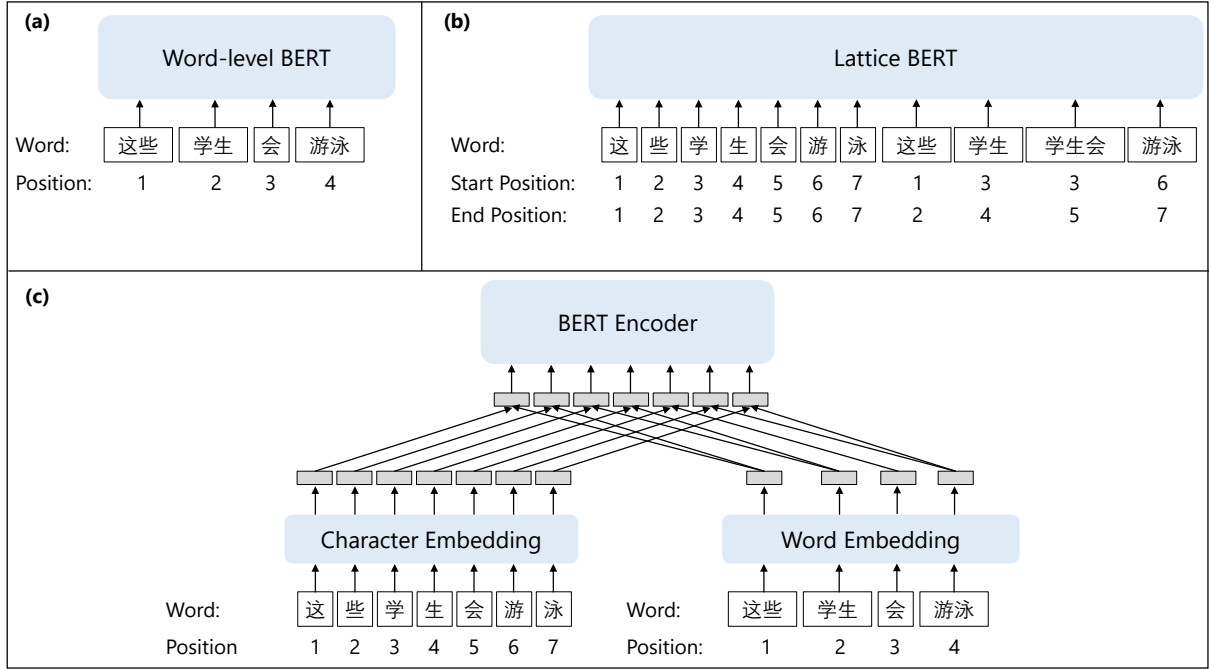 (a)
Word-level BERT
Word: 这些 学生 会 游泳
Position: 1 2 3 4
(b)
Lattice BERT
Word: 这 些 学 生 会 游 泳 这些 学生 学生会 游泳
Start Position: 1 2 3 4 5 6 7 1 3 3 6
End Position: 1 2 3 4 5 6 7 2 4 5 7
(c)
BERT Encoder
Character Embedding
Word: 这 些 学 生 会 游 泳
Position 1 2 3 4 5 6 7
Word Embedding
Word: 这些 学生 会 游泳
Position: 1 2 3 4